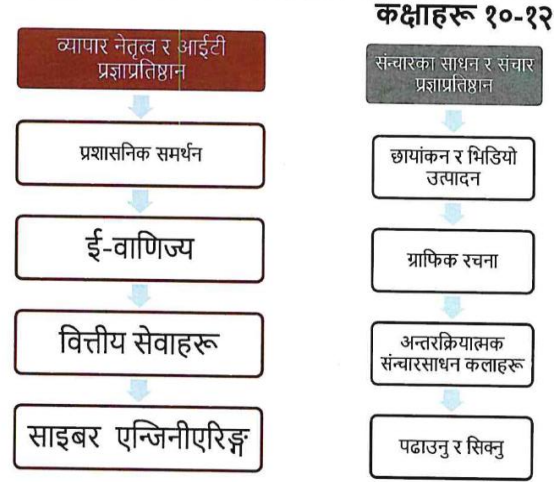 कक्षाहरू १०-१२
व्यापार नेतृत्व र आईटी
प्रज्ञाप्रतिष्ठान
प्रशासनिक समर्थन
ई-वाणिज्य
वित्तीय सेवाहरू
साइबर एन्जिनीएरिङ्ग
संन्चारका साधन र संचार
प्रज्ञाप्रतिष्ठान
छायांकन र भिडियो
उत्पादन
ग्राफिक रचना
अन्तरक्रियात्मक
संन्चारसाधन कलाहरू
पढाउनु र सिक्नु